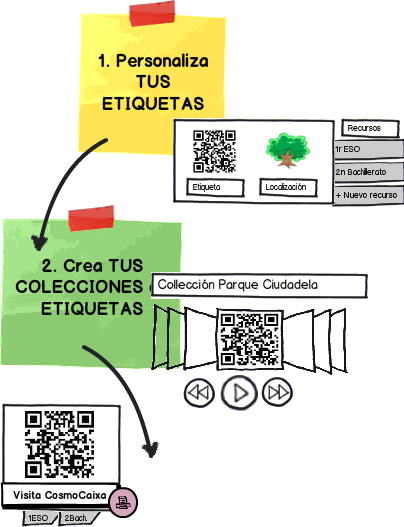 1. Personaliza
TUS
ETIQUETAS
Recursos
1r ESO
2n Bachillerato
+ Nuevo recurso
Etiqueta
Localización
2. Crea TUS
COLECCIONES
ETIQUETAS
Colección Parque Ciudadela
Visita CosmoCaixa
1ESO
2Bach